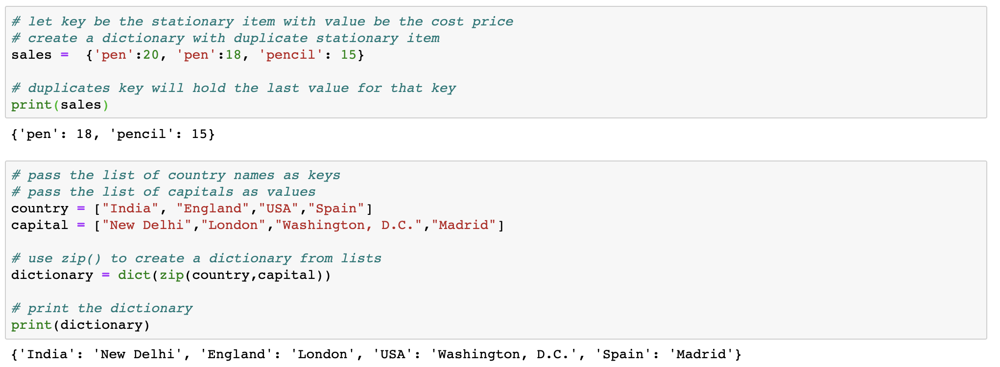 # let key be the stationary item with value be the cost price
# create a dictionary with duplicate stationary item
sales =  {'pen':20, 'pen':18, 'pencil': 15}
# duplicates key will hold the last value for that key
print(sales)
{'pen': 18, 'pencil': 15}
# pass the list of country names as keys
# pass the list of capitals as values
country = ["India", "England","USA","Spain"]
capital = ["New Delhi","London","Washington, D.C.","Madrid"]
# use zip() to create a dictionary from lists
dictionary = dict(zip(country,capital))
# print the dictionary
print(dictionary)
{'India': 'New Delhi', 'England': 'London', 'USA': 'Washington, D.C.', 'Spain': 'Madrid'}